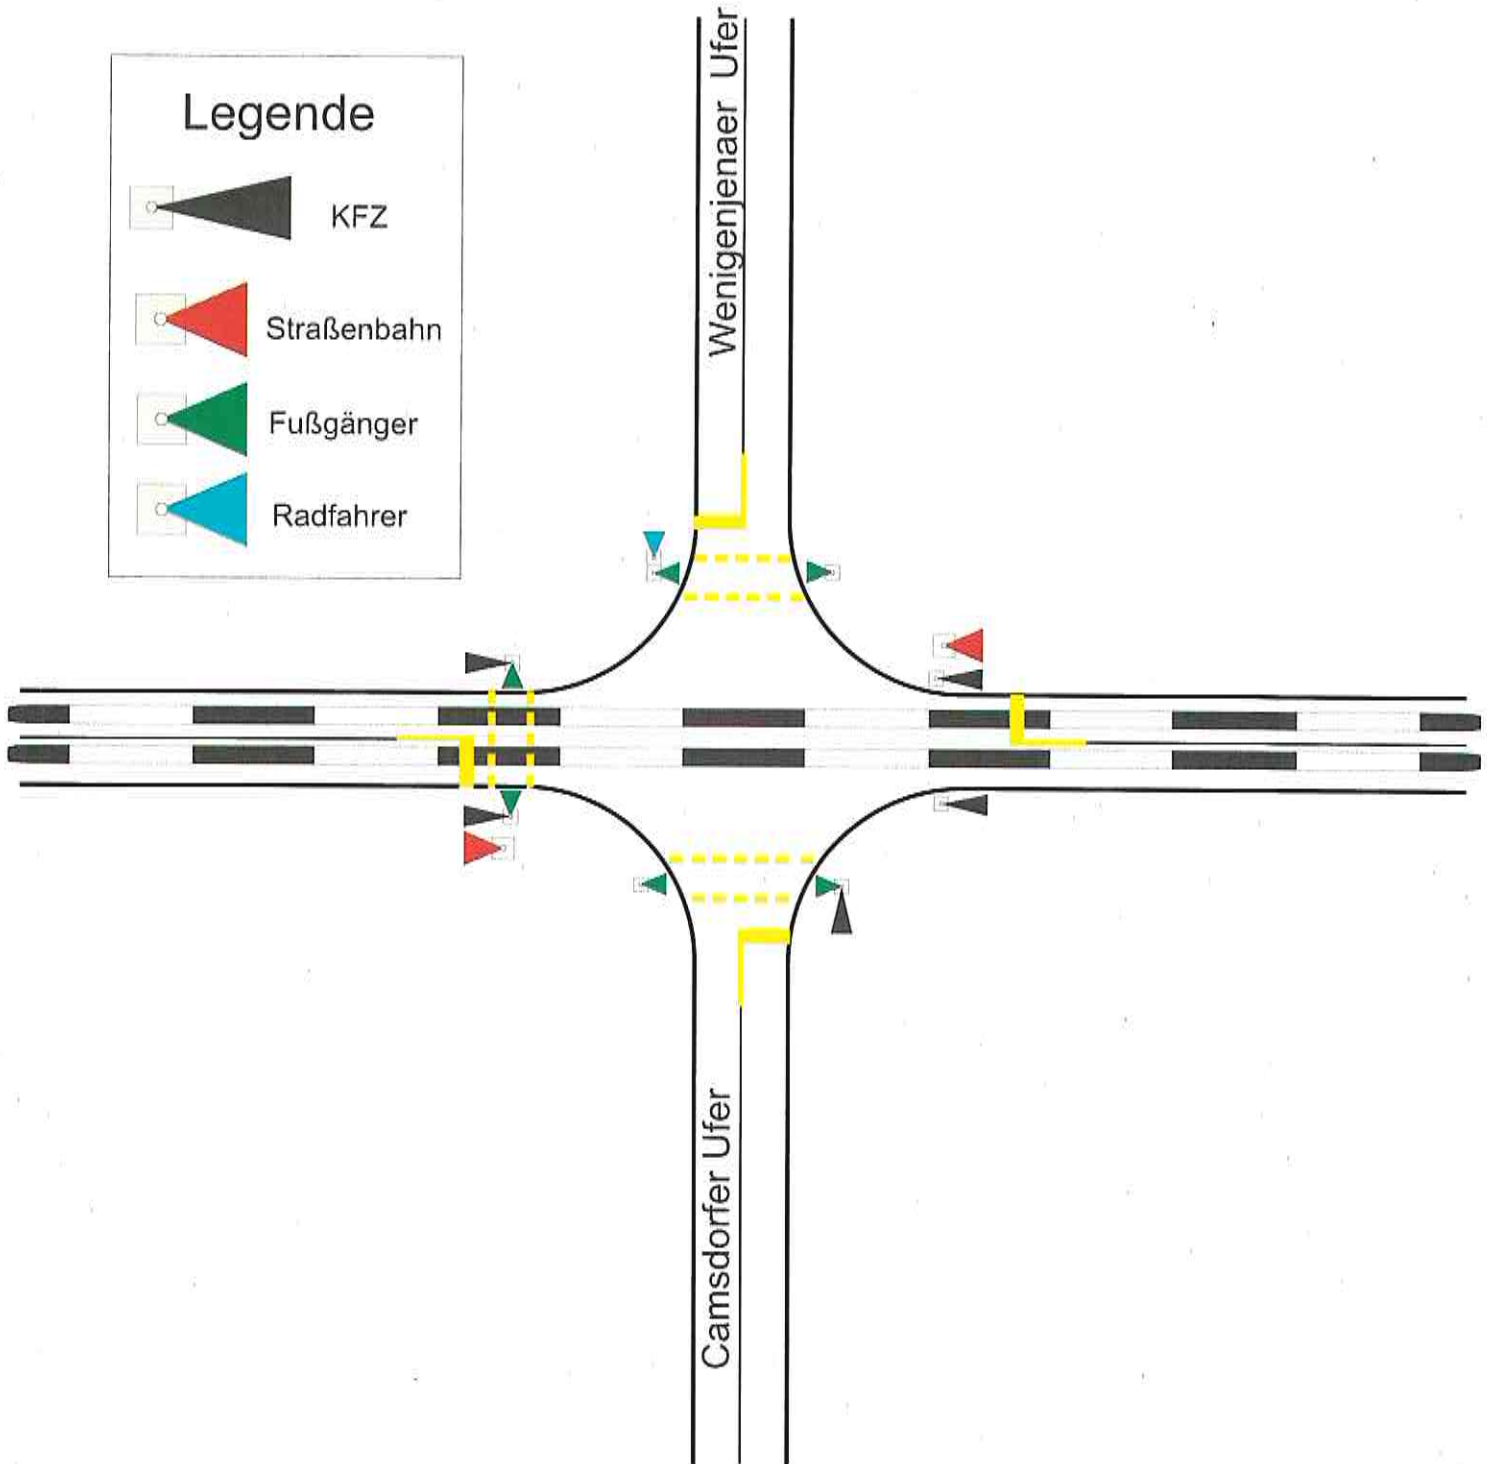 Legende
KFZ
Straßenbahn
Fußgänger
Radfahrer
Wenigenjenaer Ufer
Camsdorfer Ufer